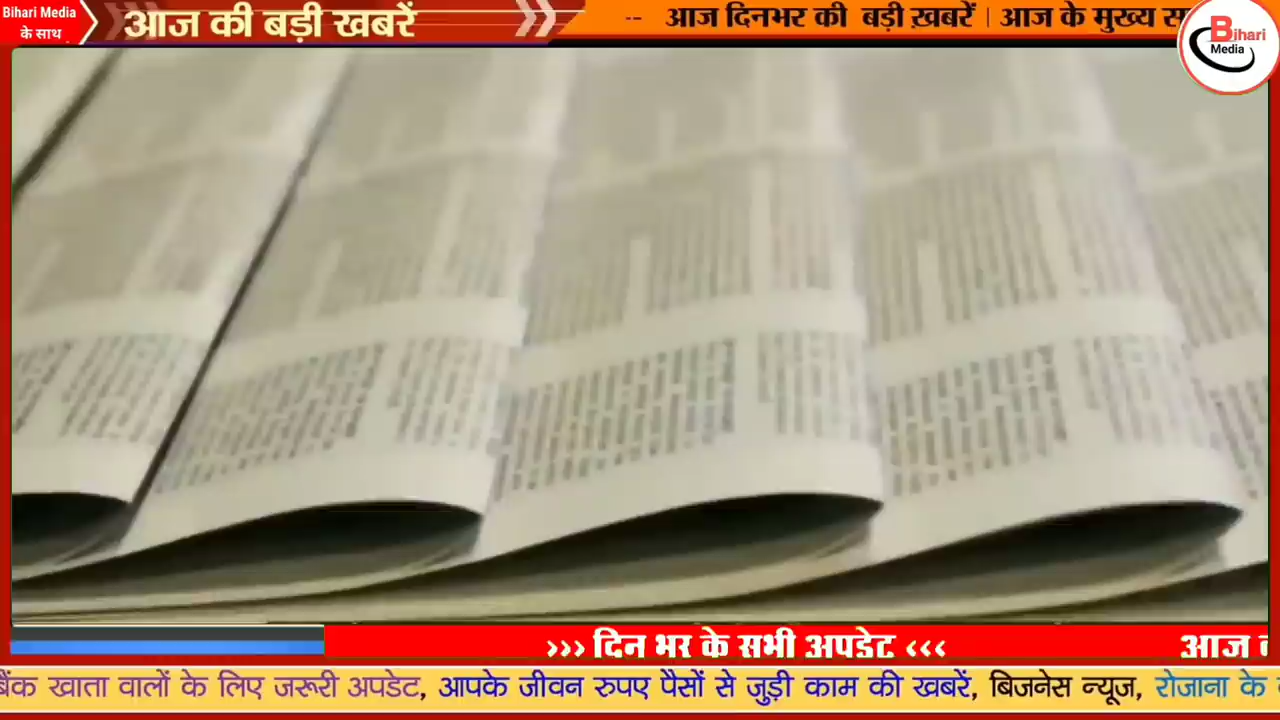 Bihari Media
के साथ
आज की बड़ी खबरें
-- आज दिनभर की बड़ी ख़बरें | आज के मुख्य
Bihari
Media
>>> दिन भर के सभी अपडेट <<<
आज
बैंक खाता वालों के लिए जरूरी अपडेट, आपके जीवन रुपए पैसों से जुड़ी काम की खबरें, बिजनेस न्यूज, रोजाना के